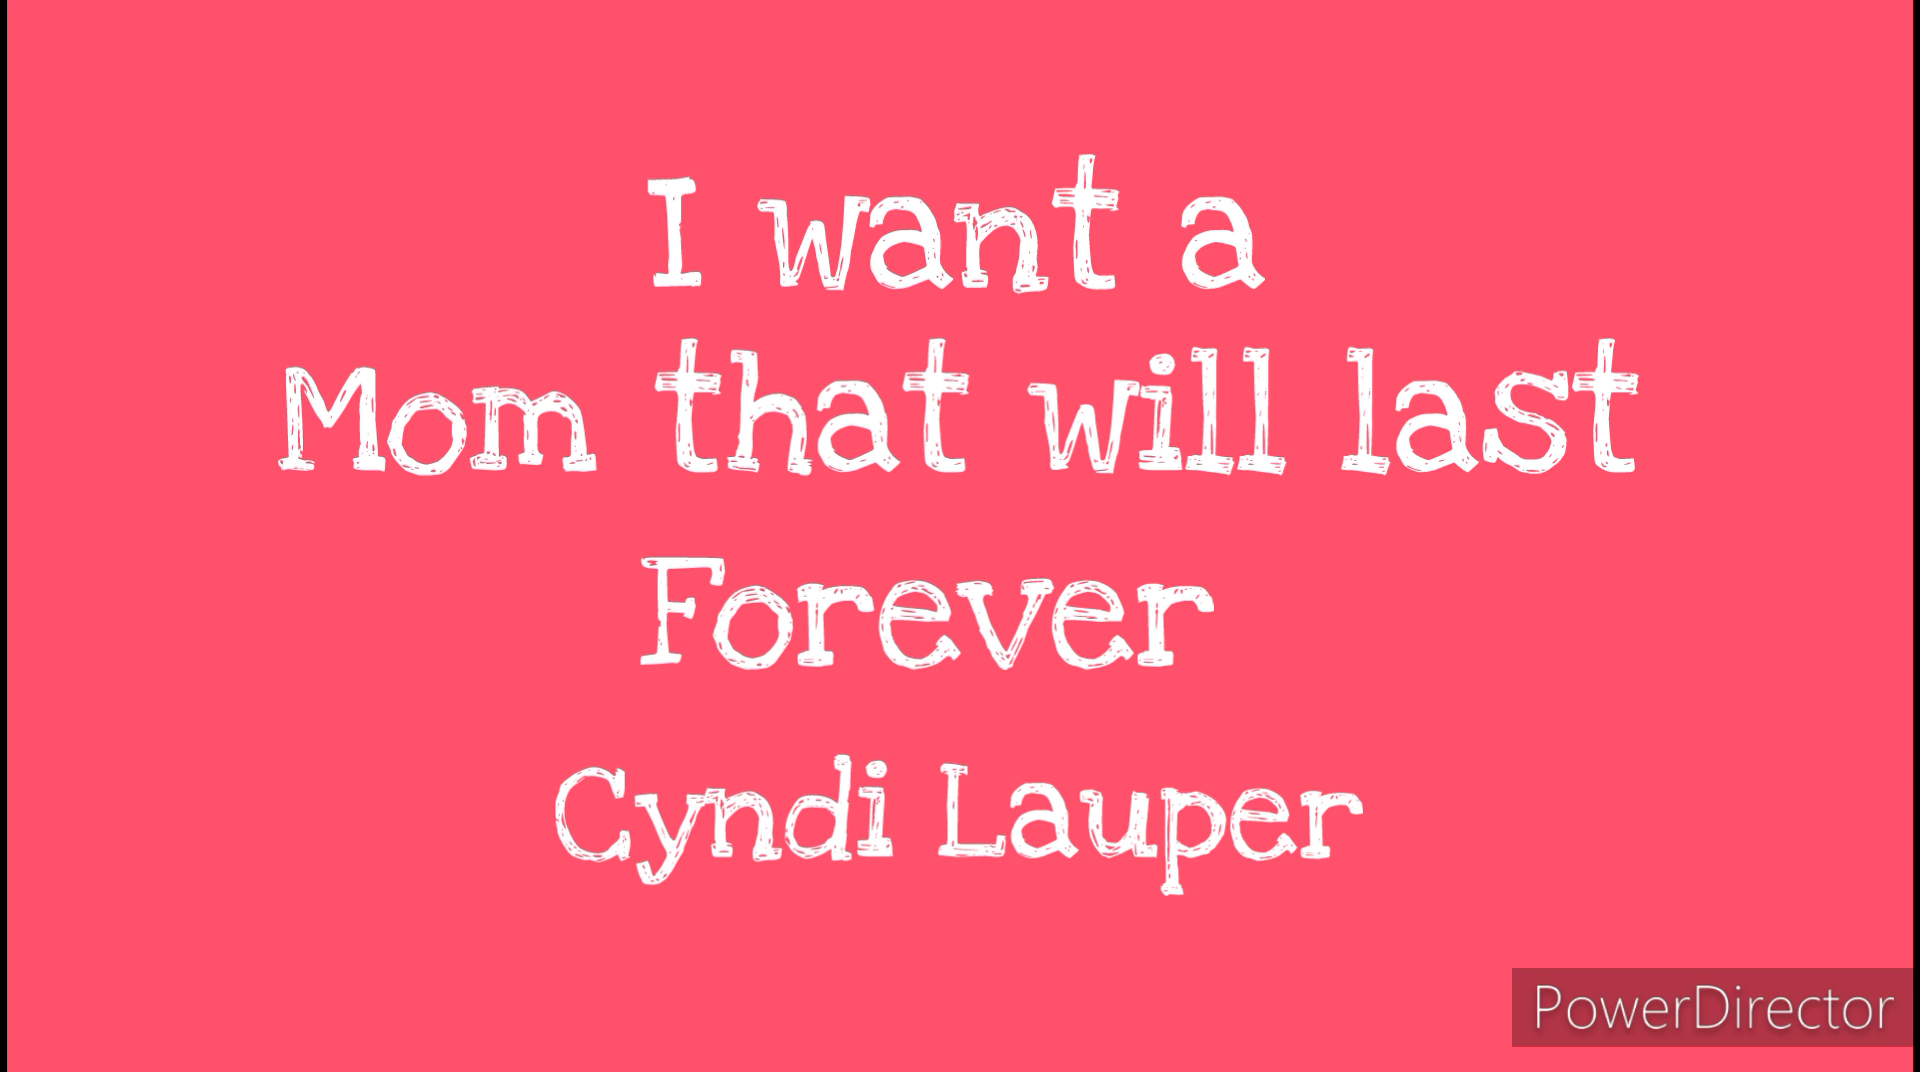 I want a
Mom that will last
Forever
Cyndi Lauper
PowerDirector